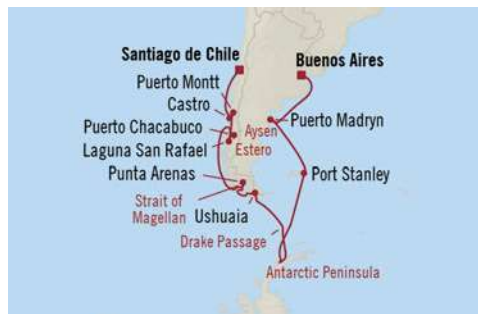 Santiago de Chile
Buenos Aires
Puerto Montt
Castro
Puerto Chacabuco
Laguna San Rafael
Punta Arenas
Strait of
Magellan
Ushuaia
Drake Passage
Aysen
Estero
Puerto Madryn
Port Stanley
Antarctic Peninsula